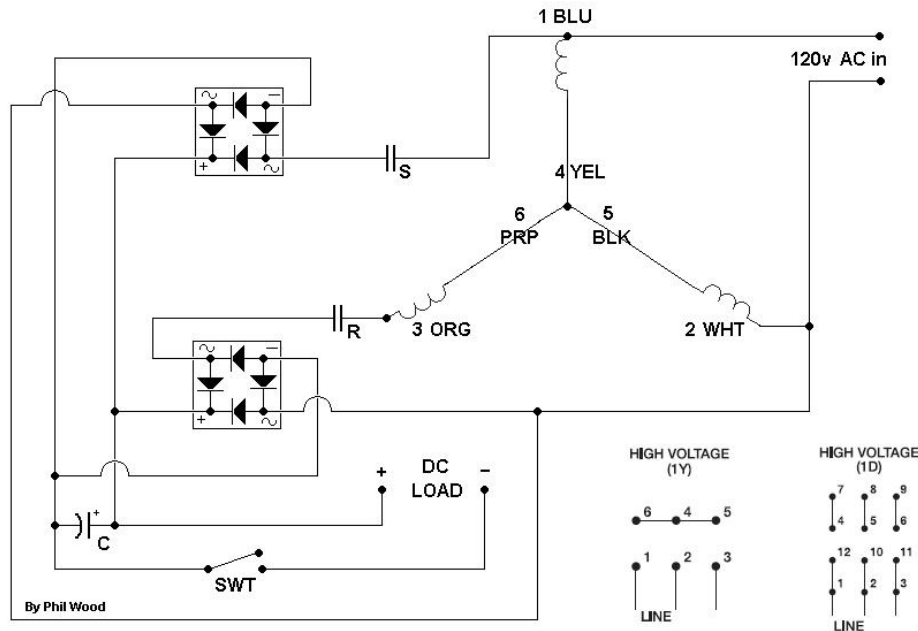 1 BLU
120v AC in
~
–
+
~
S
4 YEL
6
PRP
5
BLK
R
3 ORG
2 WHT
~
–
+
~
+
DC
LOAD
–
+
C
SWT
By Phil Wood
HIGH VOLTAGE
(1Y)
6 4 5
1 2 3
LINE
HIGH VOLTAGE
(1D)
7 8 9
4 5 6
12 10 11
1 2 3
LINE